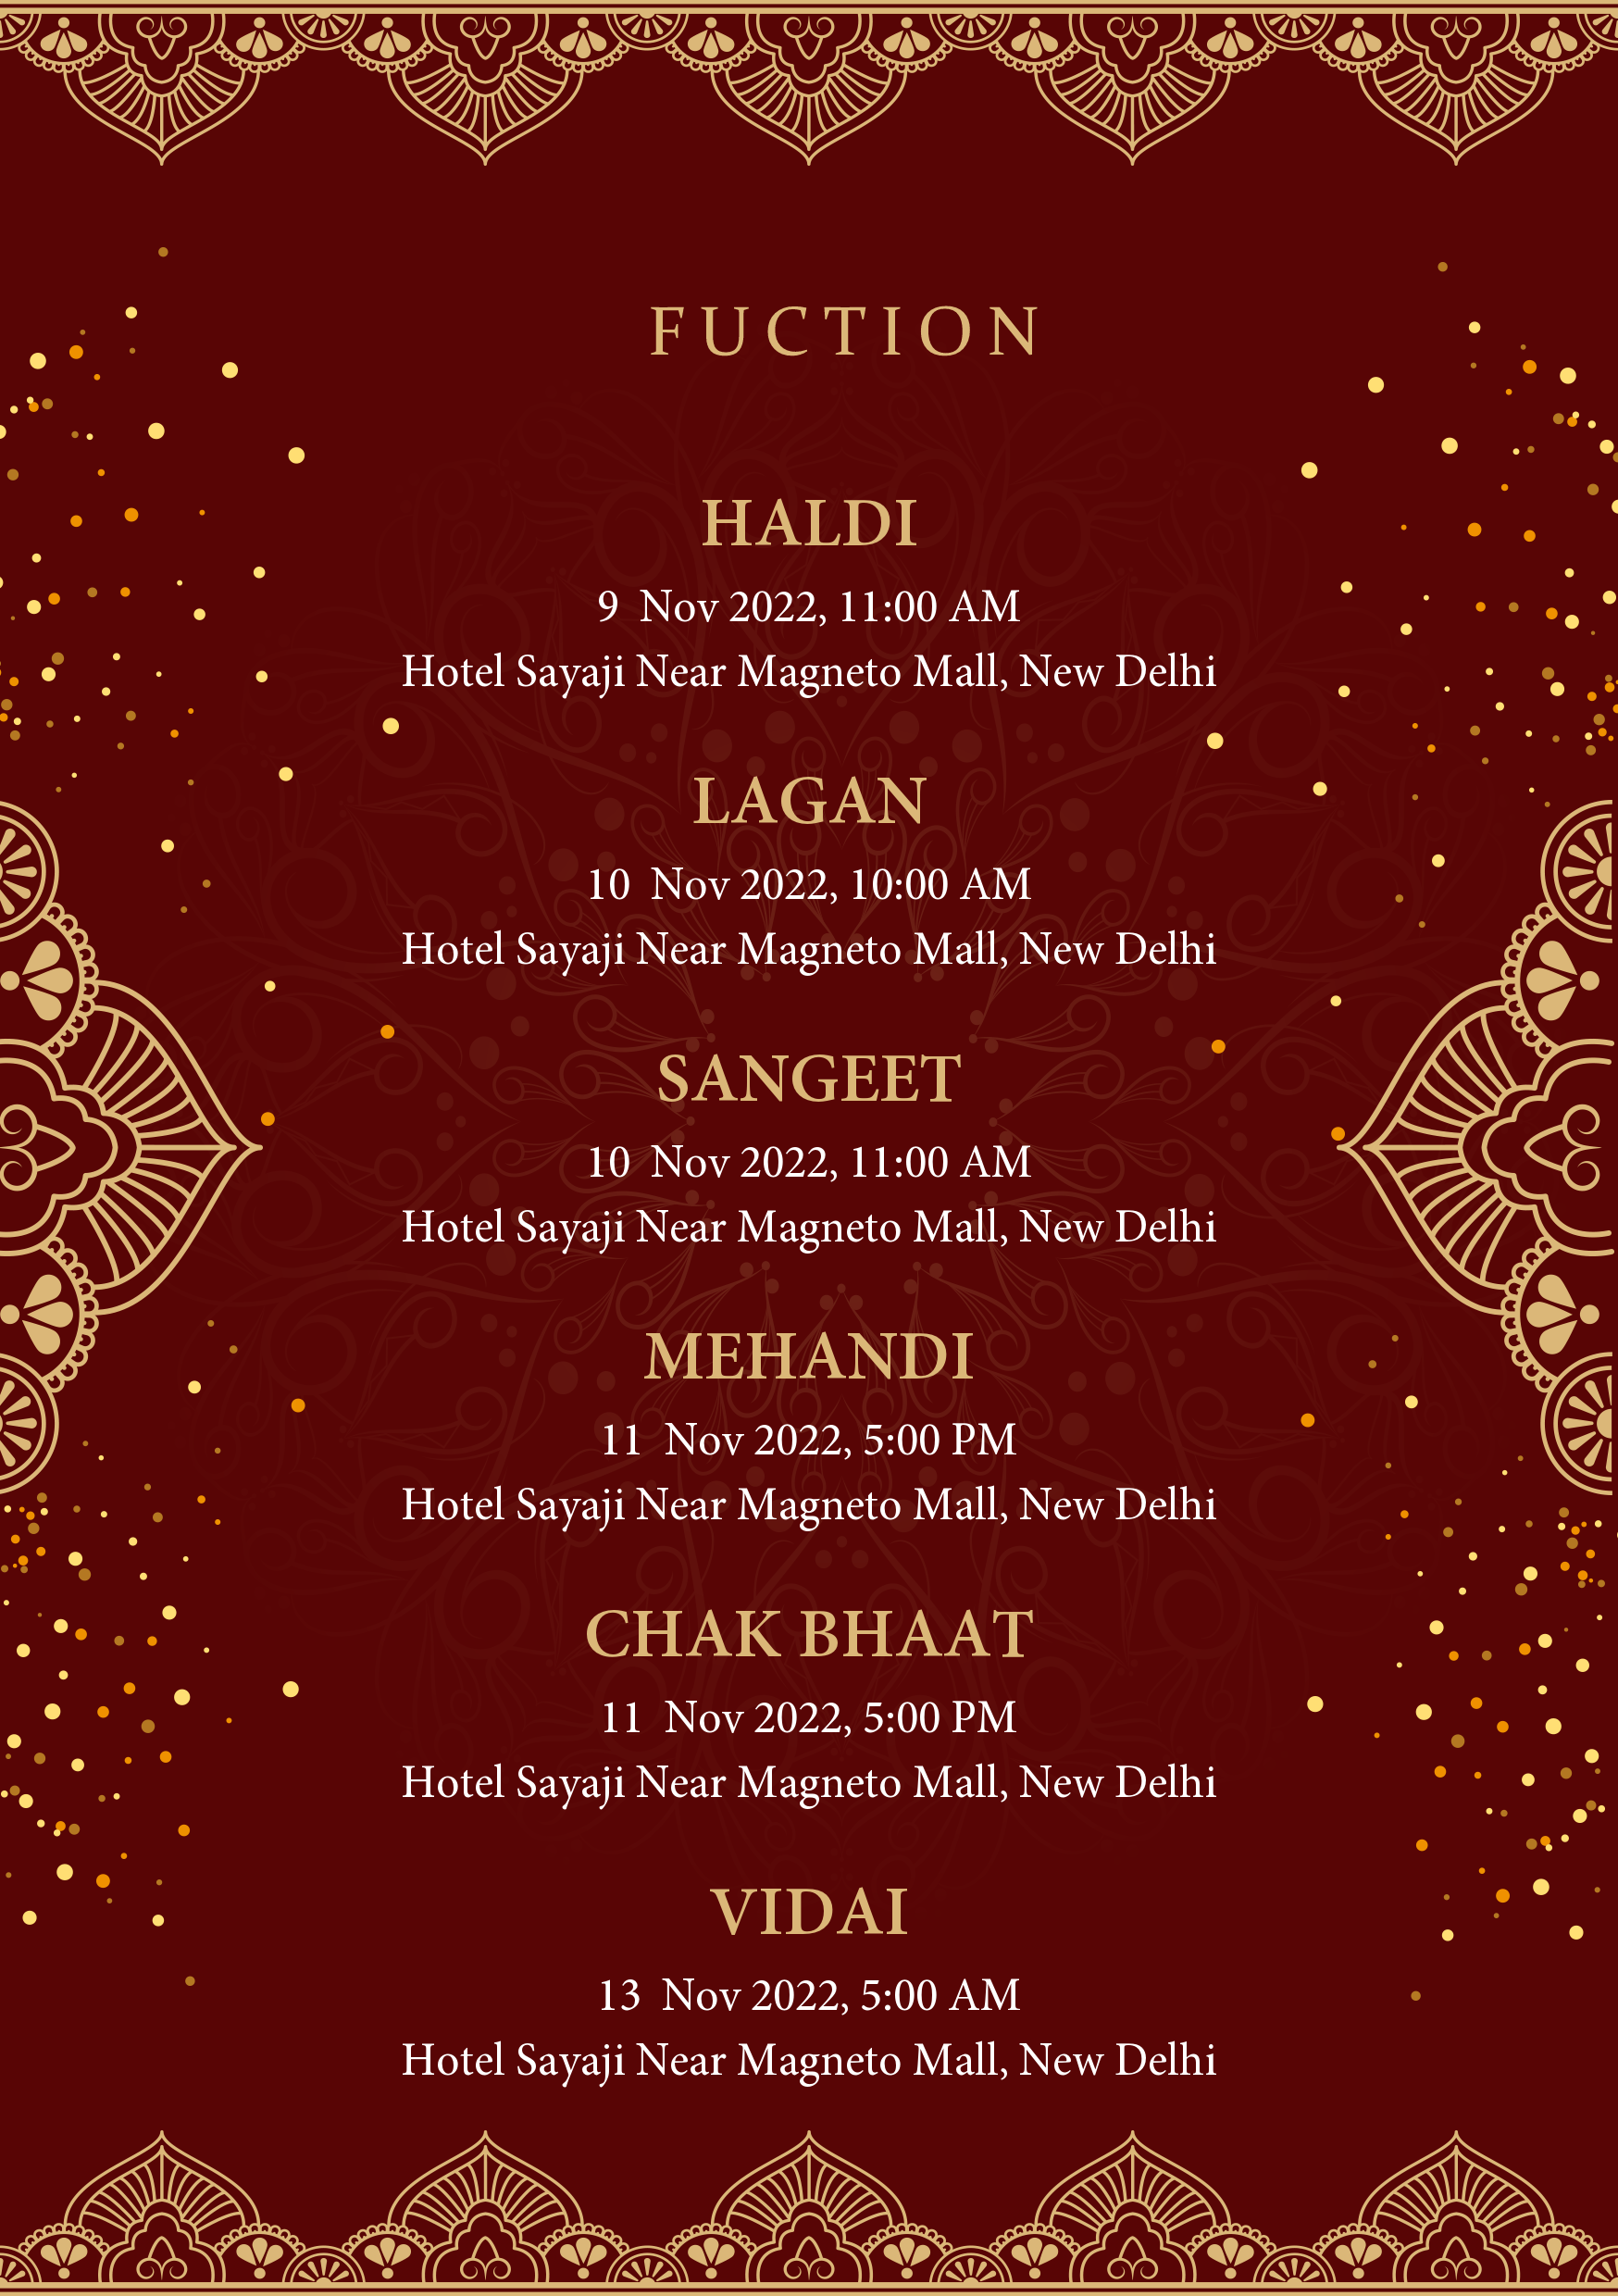 FUCTION
HALDI
9 Nov 2022, 11:00 AM
Hotel Sayaji Near Magneto Mall, New Delhi
LAGAN
10 Nov 2022, 10:00 AM
Hotel Sayaji Near Magneto Mall, New Delhi
SANGEET
10 Nov 2022, 11:00 AM
Hotel Sayaji Near Magneto Mall, New Delhi
MEHANDI
11 Nov 2022, 5:00 PM
Hotel Sayaji Near Magneto Mall, New Delhi
CHAK BHAAT
11 Nov 2022, 5:00 PM
Hotel Sayaji Near Magneto Mall, New Delhi
VIDAI
13 Nov 2022, 5:00 AM
Hotel Sayaji Near Magneto Mall, New Delhi